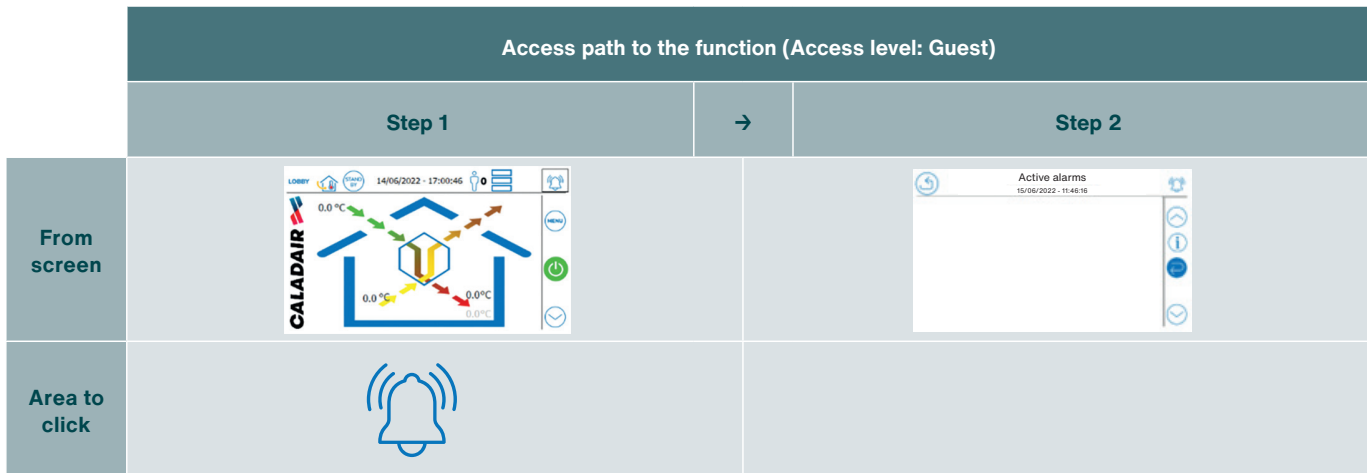 Access path to the function (Access level: Guest)
Step 1
→
Step 2
From
screen
LOBBY
STAND
BY
14/06/2022 - 17:00:46
0
0.0 °C
MENU
CALADAIR
0.0 °C
0.0°C
0.0°C
Active alarms
15/06/2022 - 11:46:16
i
Area to
click